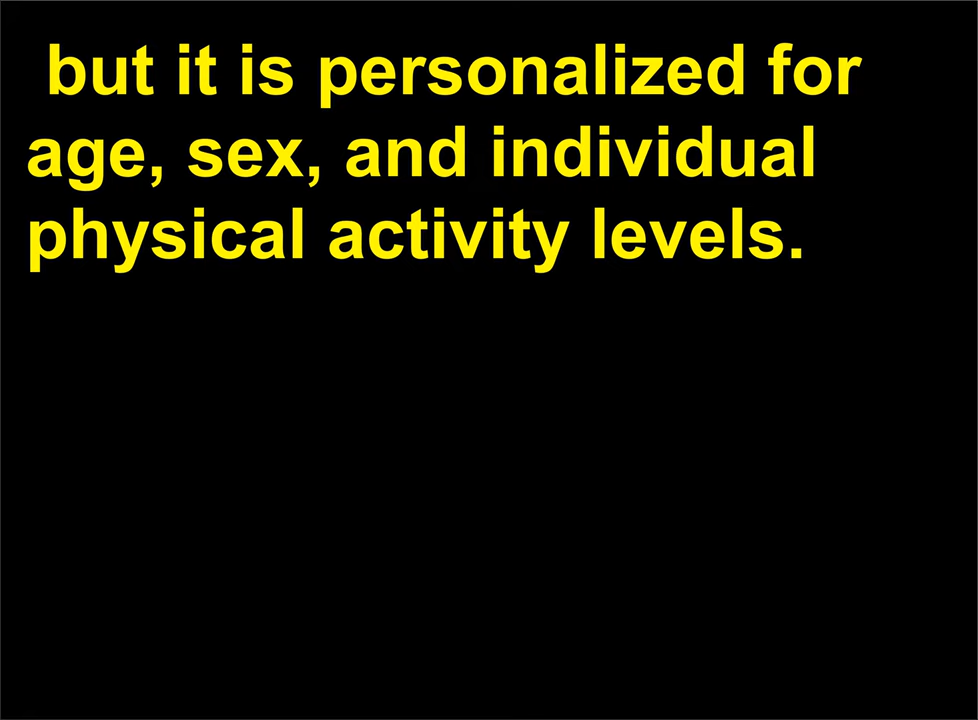 but it is personalized for
age, sex, and individual
physical activity levels.